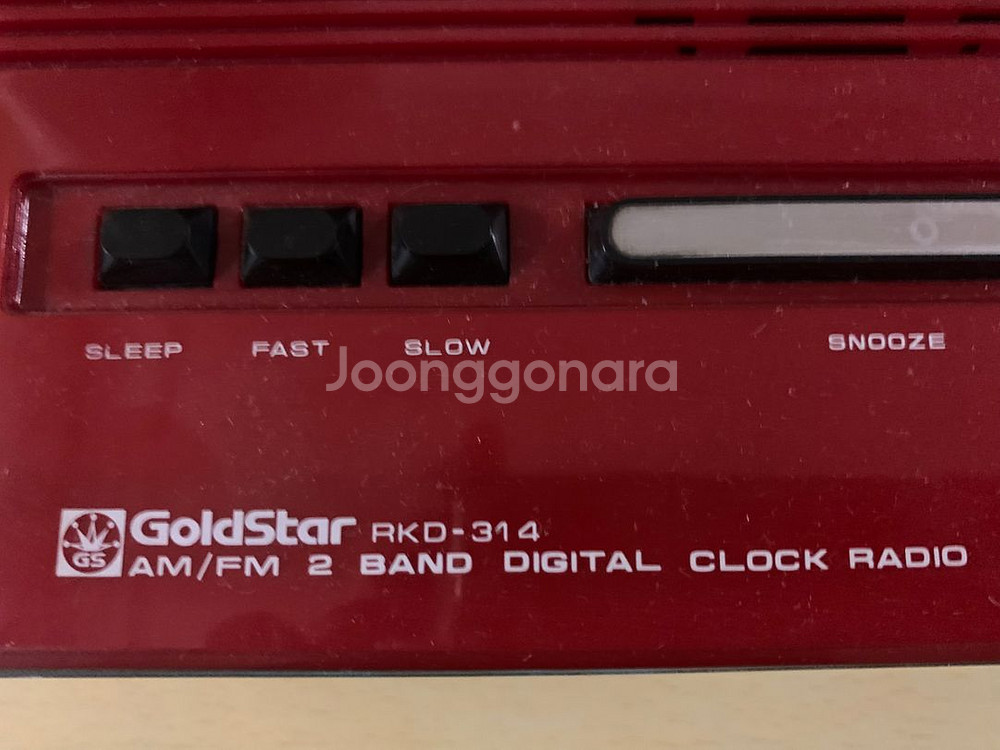 SLEEP FAST SLOW SNOOZE
Joonggonara
GS GoldStar RKD-314
AM/FM 2 BAND DIGITAL CLOCK RADIO